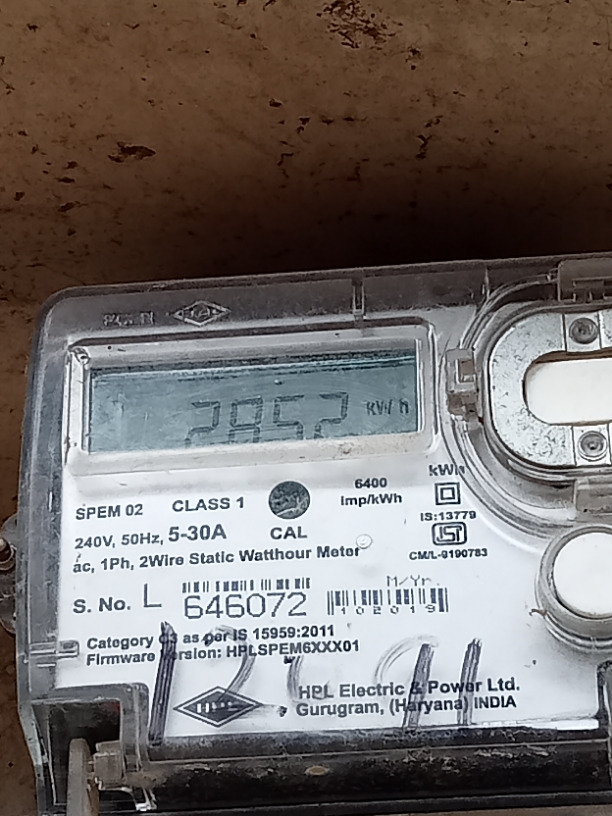 2852 kWh
kWh
6400
imp/kWh
SPEM 02 CLASS 1
CAL
IS:13779
ISI
CM/L-9190783
240V, 50Hz, 5-30A
ac, 1Ph, 2Wire Static Watthour Meter
M/Yr.
S. No. L 646072
102019
Category as per IS 15959:2011
Firmware HPLSPEM6XXX01
HPL
HPL Electric & Power Ltd.
Gurugram, (Haryana) INDIA